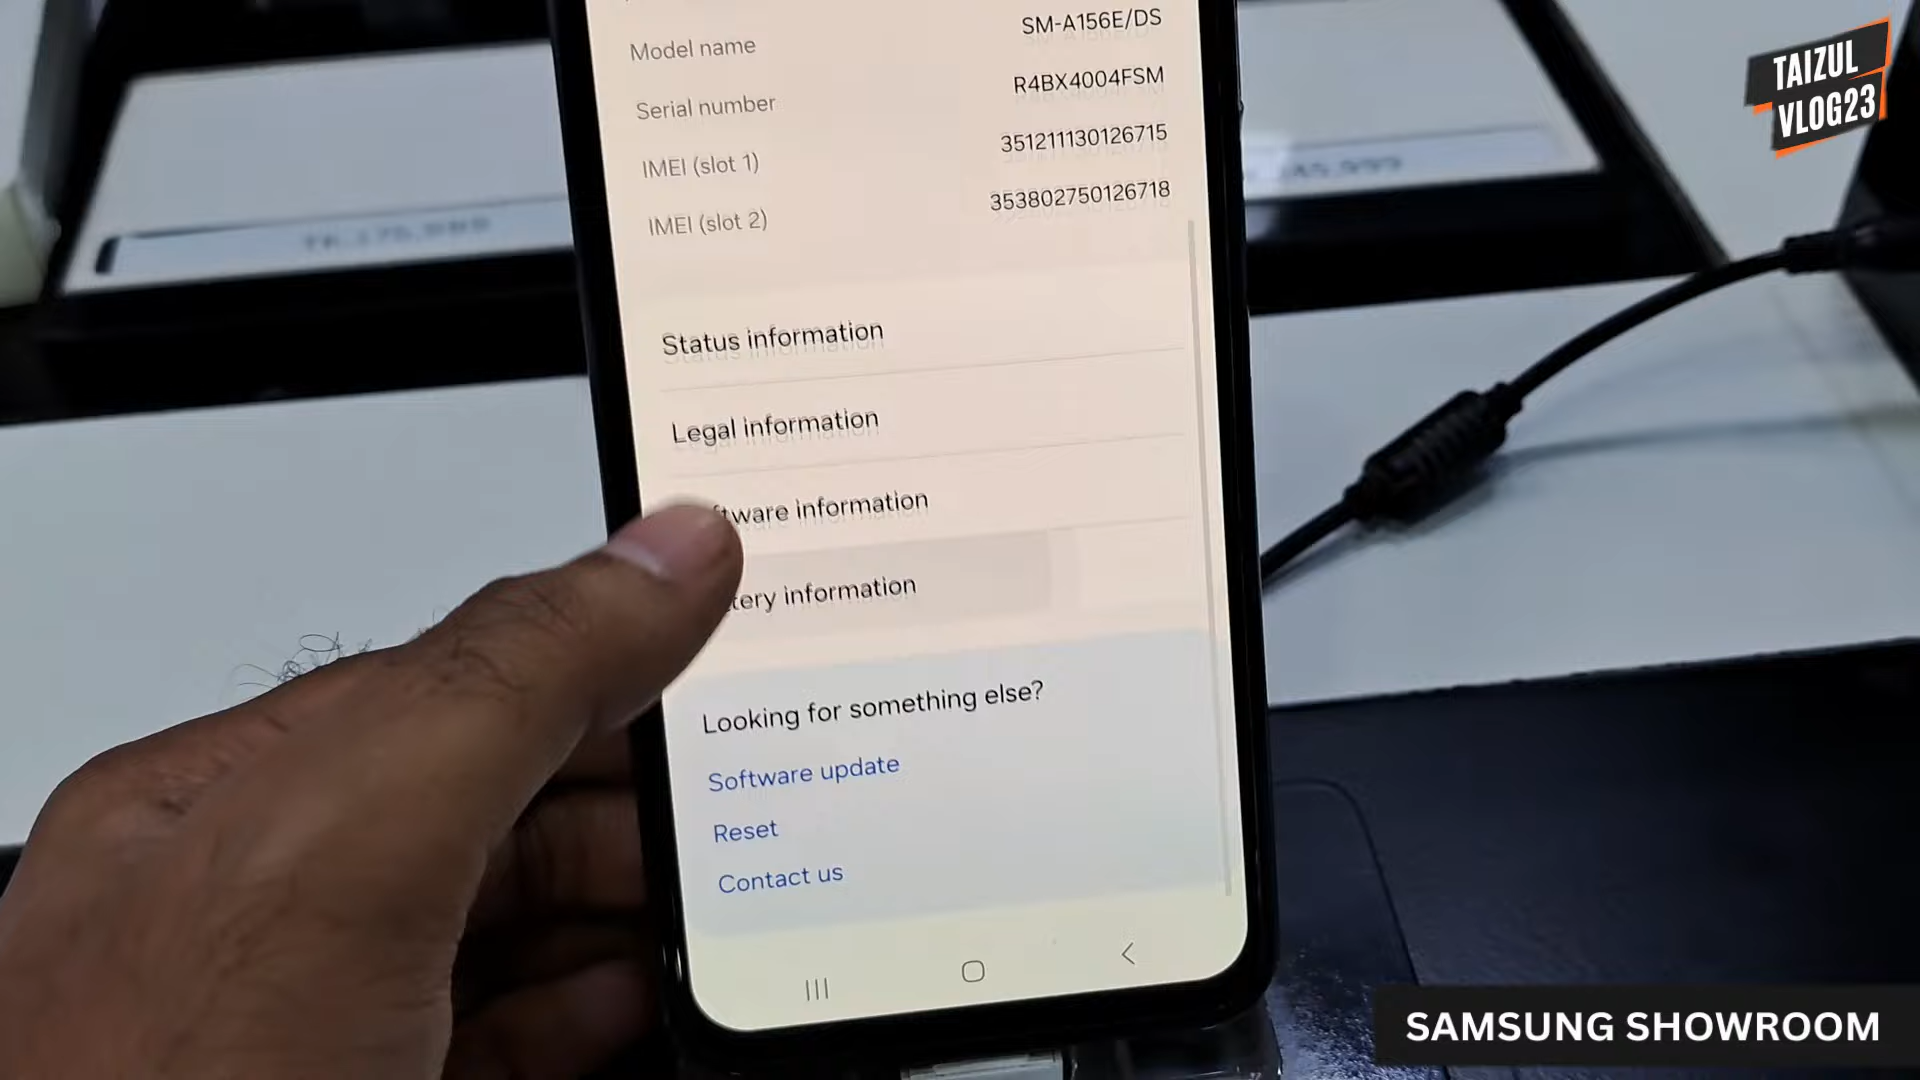 SM-A156E/DS
Model name
R4BX4004FSM
Serial number
351211130126715
IMEI (slot 1)
353802750126718
IMEI (slot 2)
Status information
Legal information
ftware information
tery information
Looking for something else?
Software update
Reset
Contact us
TAIZUL
VLOG23
SAMSUNG SHOWROOM